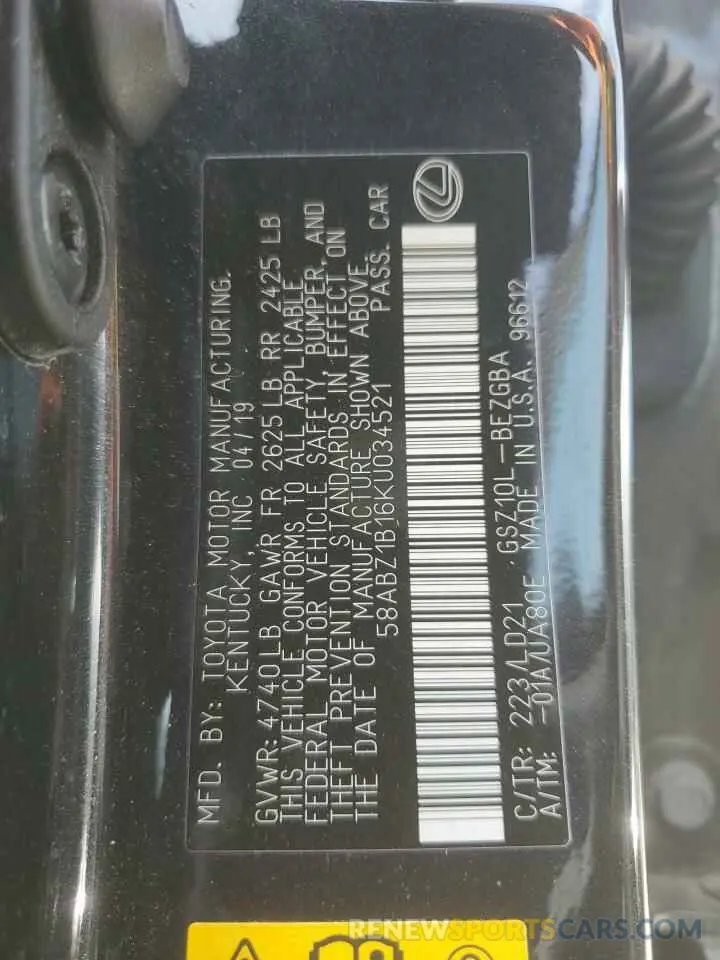 MFD. BY: TOYOTA MOTOR MANUFACTURING,
KENTUCKY, INC 04/19
GVWR: 4740LB GAWR FR 2625LB RR 2425LB
THIS VEHICLE CONFORMS TO ALL APPLICABLE
FEDERAL MOTOR VEHICLE SAFETY, BUMPER, AND
THEFT PREVENTION STANDARDS IN EFFECT ON
THE DATE OF MANUFACTURE SHOWN ABOVE.
58ABZ1B16KU034521 PASS. CAR
C/TR: 223/LD21 GSZ10L-BEZGBA
A/TM: -01A/UA80E MADE IN U.S.A. 96612
RENEWSPORTSCARS.COM